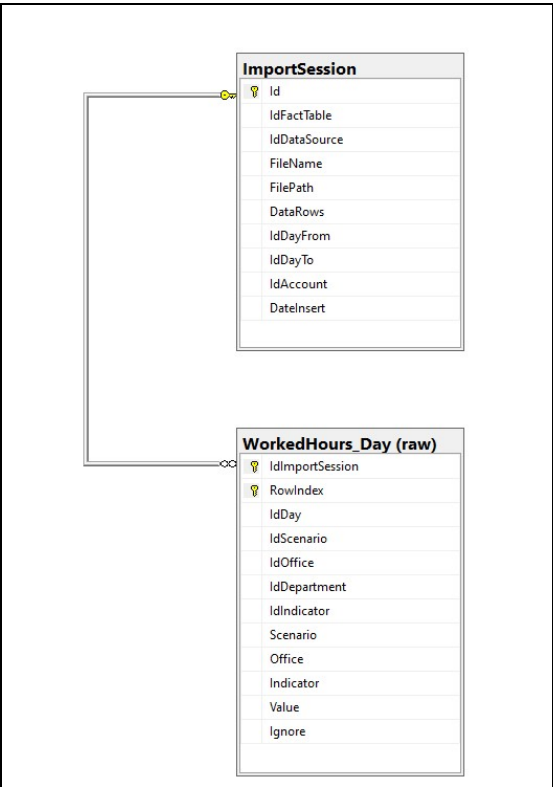 ImportSession
Id
IdFactTable
IdDataSource
FileName
FilePath
DataRows
IdDayFrom
IdDayTo
IdAccount
DateInsert
WorkedHours_Day (raw)
IdImportSession
RowIndex
IdDay
IdScenario
IdOffice
IdDepartment
IdIndicator
Scenario
Office
Indicator
Value
Ignore